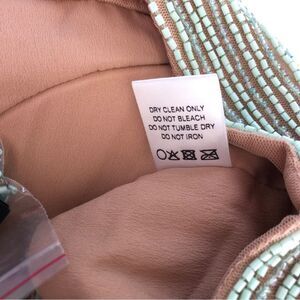 DRY CLEAN ONLY
DO NOT BLEACH
DO NOT TUMBLE DRY
DO NOT IRON